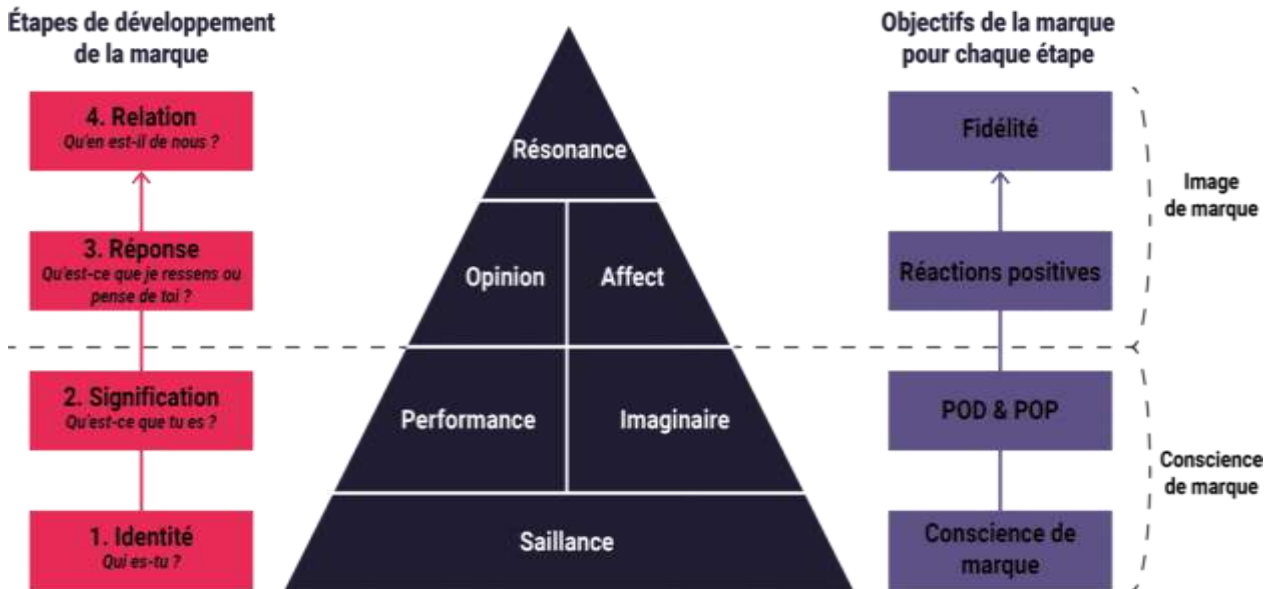 Étapes de développement
de la marque
4. Relation
Qu'en est-il de nous ?
3. Réponse
Qu'est-ce que je ressens ou
pense de toi ?
2. Signification
Qu'est-ce que tu es ?
1. Identité
Qui es-tu ?
Résonance
Opinion
Affect
Performance
Imaginaire
Saillance
Objectifs de la marque
pour chaque étape
Fidélité
Réactions positives
POD & POP
Conscience de
marque
Image
de marque
Conscience
de marque